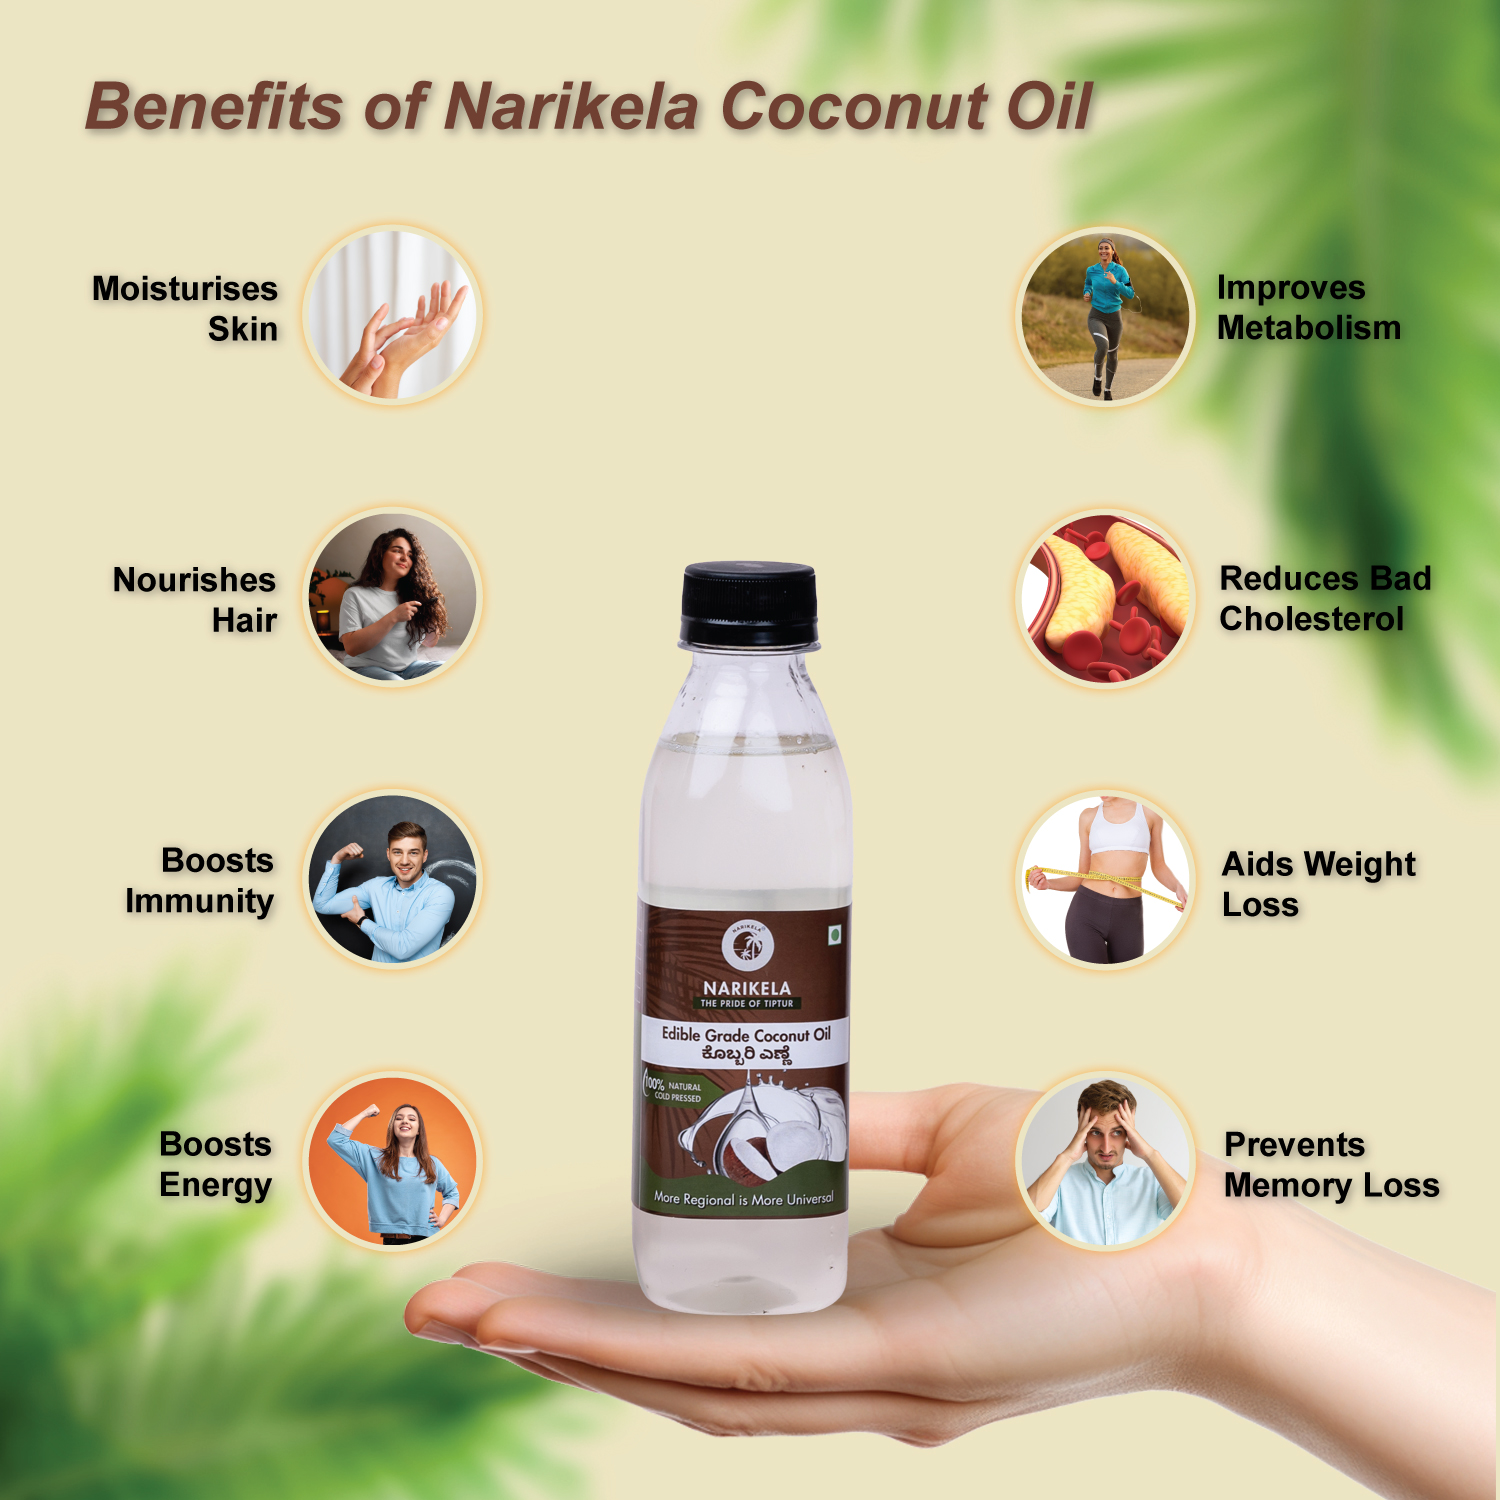 Benefits of Narikela Coconut Oil
Moisturises
Skin
Improves
Metabolism
Nourishes
Hair
Reduces Bad
Cholesterol
Boosts
Immunity
Aids Weight
Loss
Boosts
Energy
Prevents
Memory Loss
NARIKELA
NARIKELA
THE PRIDE OF TIPTUR
Edible Grade Coconut Oil
ಕೊಬ್ಬರಿ ಎಣ್ಣೆ
100% NATURAL
COLD PRESSED
More Regional is More Universal